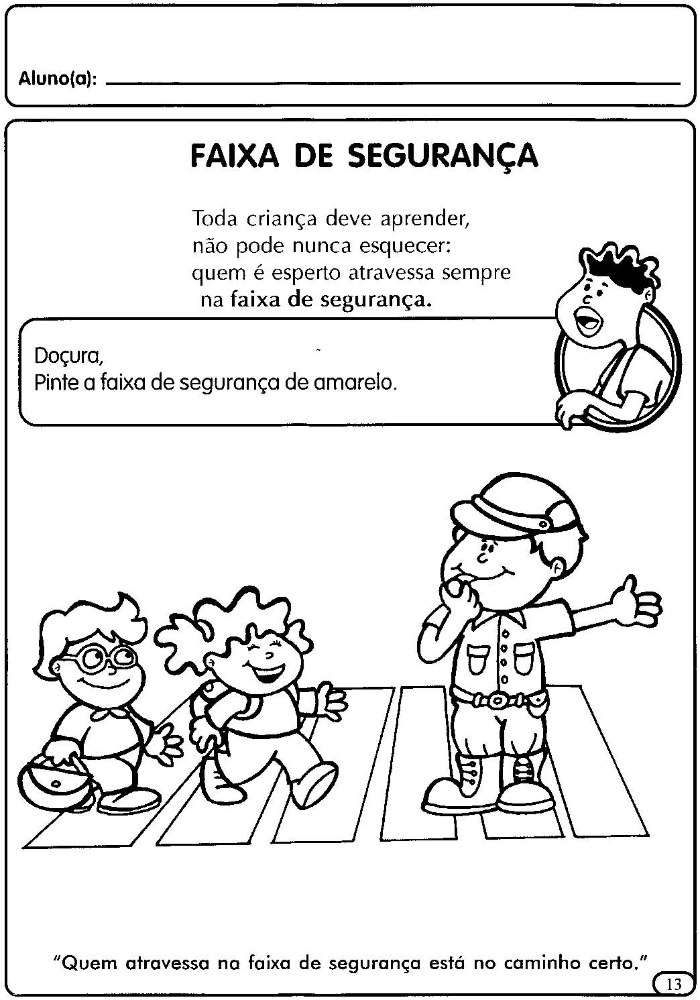 Aluno(a):
FAIXA DE SEGURANÇA
Toda criança deve aprender,
não pode nunca esquecer:
quem é esperto atravessa sempre
na faixa de segurança.
Doçura,
Pinte a faixa de segurança de amarelo.
"Quem atravessa na faixa de segurança está no caminho certo."
13